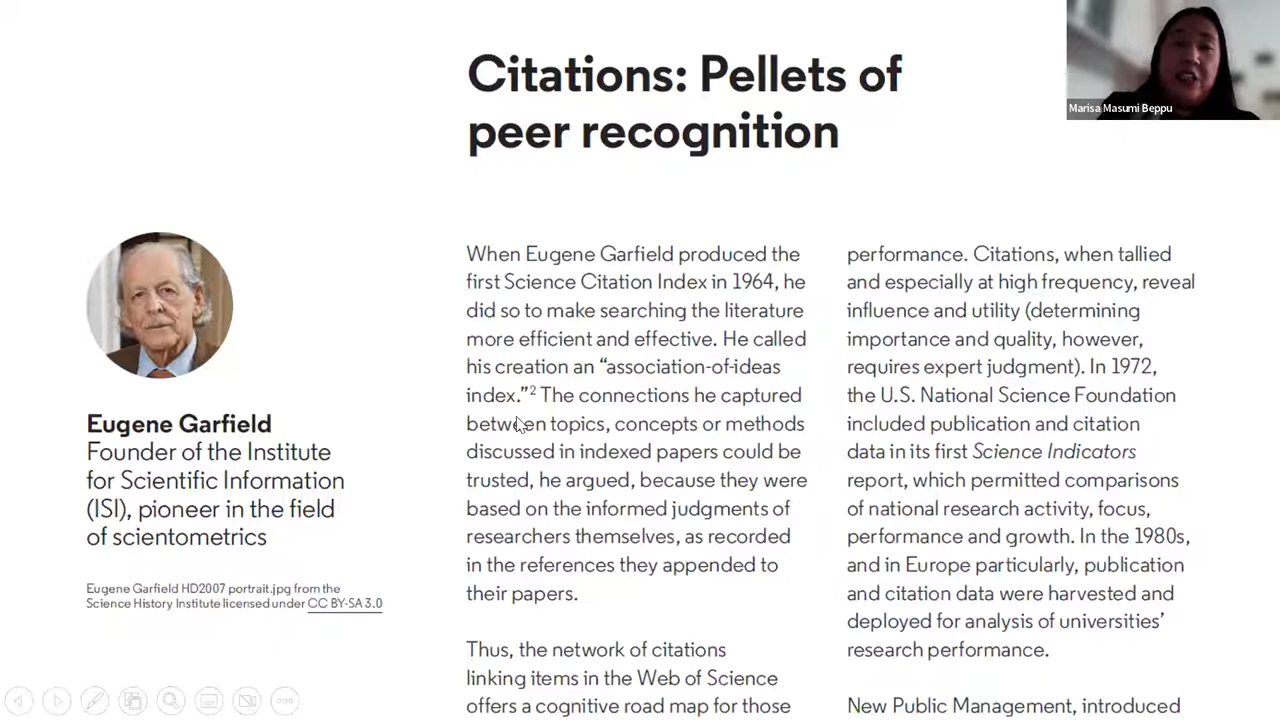 Citations: Pellets of
peer recognition
Marisa Masumi Beppu
Eugene Garfield
Founder of the Institute
for Scientific Information
(ISI), pioneer in the field
of scientometrics
Eugene Garfield HD2007 portrait.jpg from the
Science History Institute licensed under CC BY-SA 3.0
When Eugene Garfield produced the
first Science Citation Index in 1964, he
did so to make searching the literature
more efficient and effective. He called
his creation an “association-of-ideas
index.”2 The connections he captured
between topics, concepts or methods
discussed in indexed papers could be
trusted, he argued, because they were
based on the informed judgments of
researchers themselves, as recorded
in the references they appended to
their papers.
Thus, the network of citations
linking items in the Web of Science
offers a cognitive road map for those
performance. Citations, when tallied
and especially at high frequency, reveal
influence and utility (determining
importance and quality, however,
requires expert judgment). In 1972,
the U.S. National Science Foundation
included publication and citation
data in its first Science Indicators
report, which permitted comparisons
of national research activity, focus,
performance and growth. In the 1980s,
and in Europe particularly, publication
and citation data were harvested and
deployed for analysis of universities’
research performance.
New Public Management, introduced